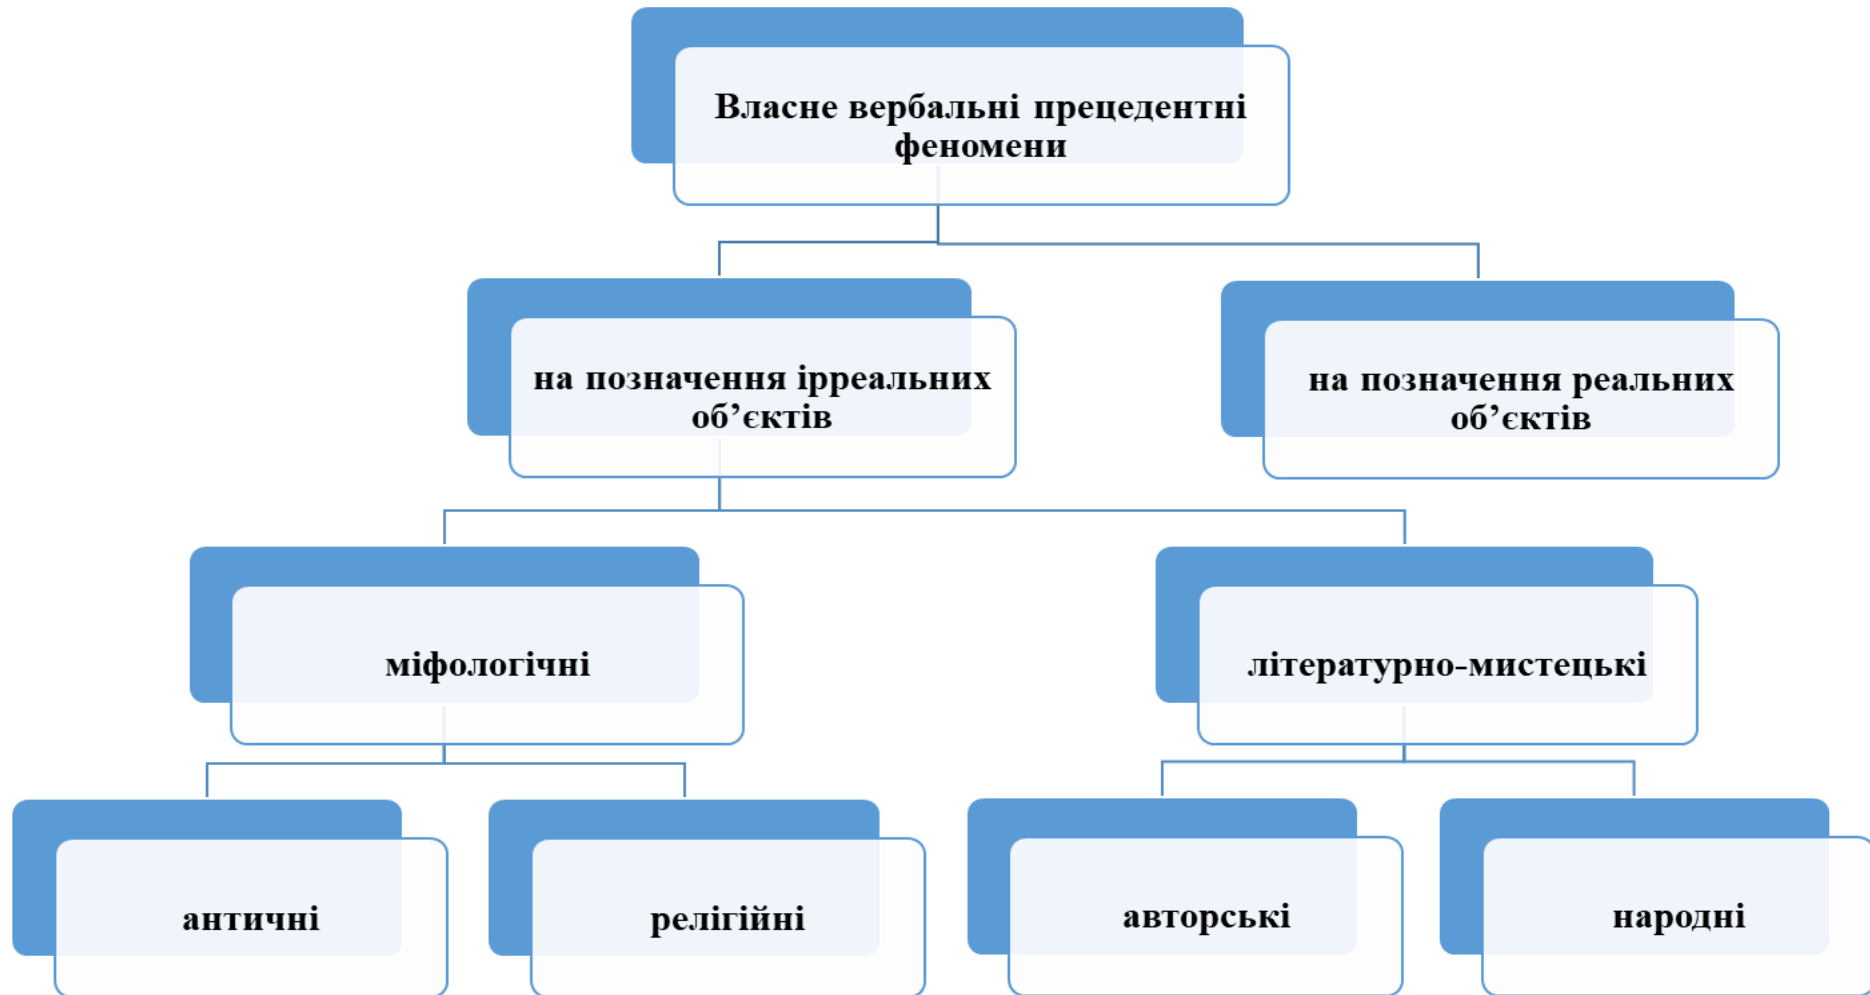 Власне вербальні прецедентні
феномени
на позначення ірреальних
об’єктів
на позначення реальних
об’єктів
міфологічні
літературно-мистецькі
античні
релігійні
авторські
народні